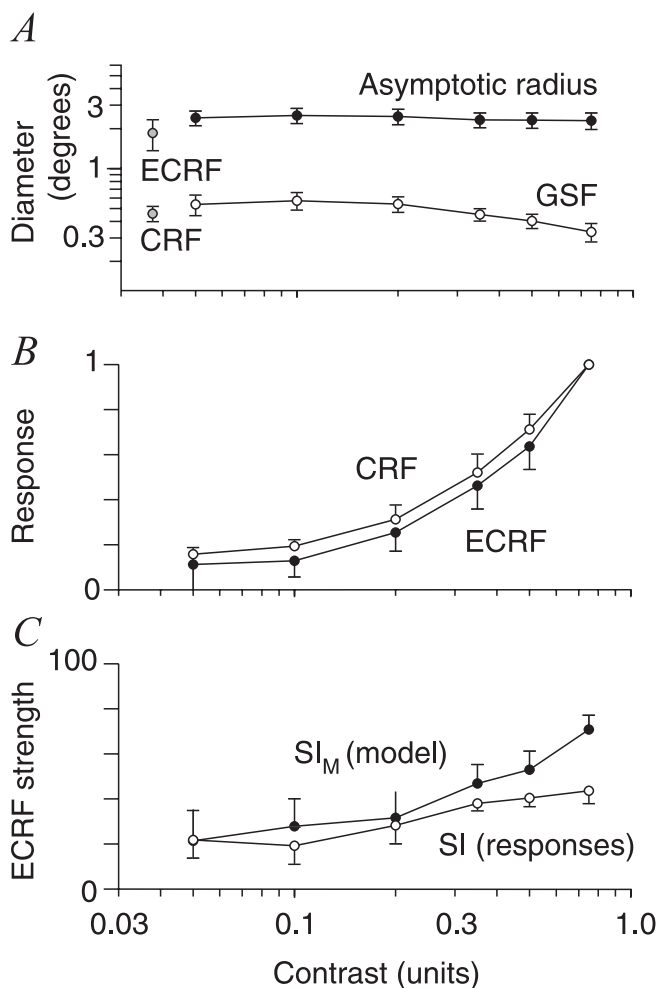 A
Diameter
(degrees)
3
1
0.3
Asymptotic radius
ECRF
CRF
GSF
B
Response
1
0
CRF
ECRF
C
ECRF strength
100
0
SI_M (model)
SI (responses)
0.03
0.1
0.3
1.0
Contrast (units)